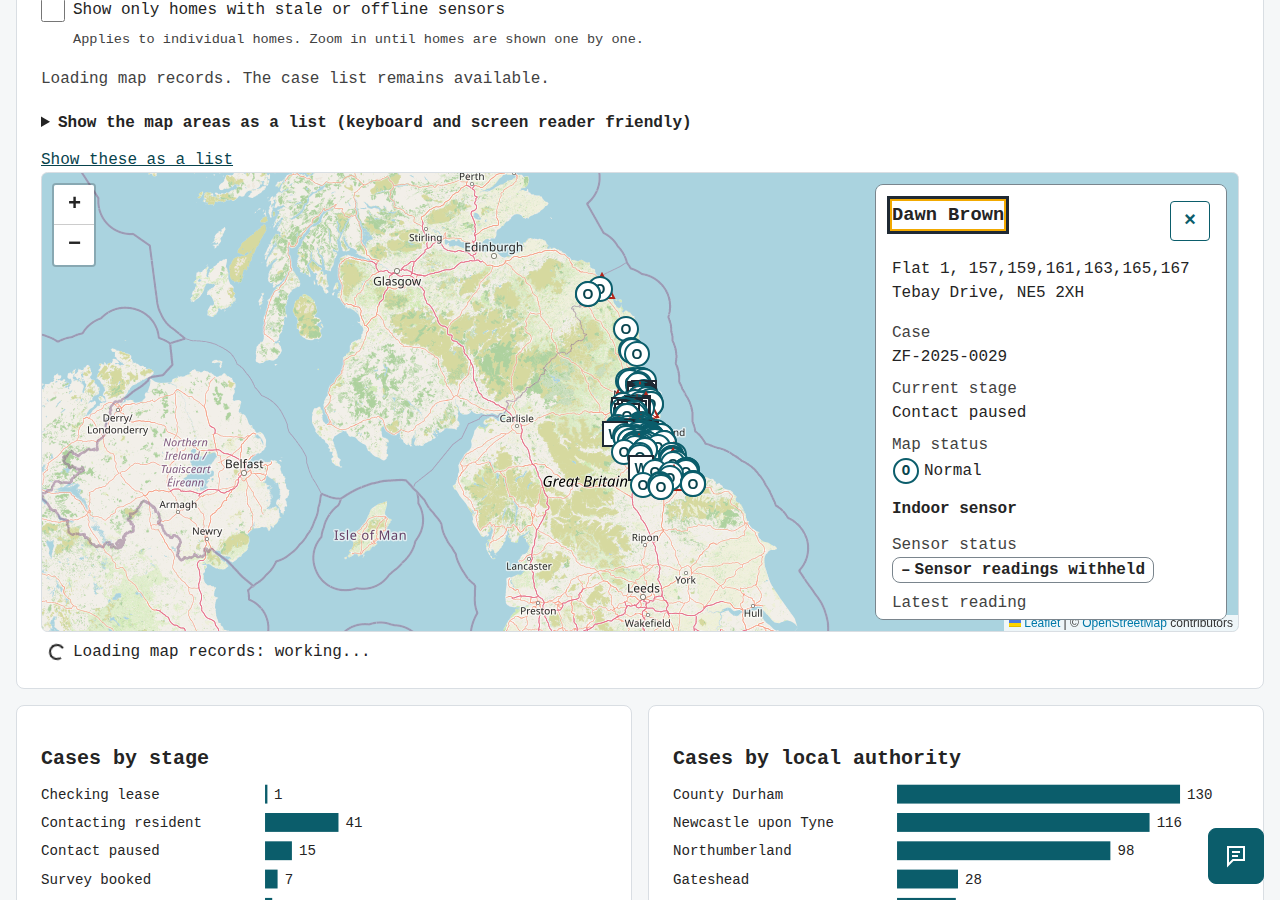 Show only homes with stale or offline sensors
Applies to individual homes. Zoom in until homes are shown one by one.
Loading map records. The case list remains available.
Show the map areas as a list (keyboard and screen reader friendly)
Show these as a list
+
−
Perth
Stirling
Edinburgh
Glasgow
Carlisle
Derry/
Londonderry
Northern
Ireland /
Tuaisceart
Éireann
Belfast
Armagh
Newry
Isle of Man
Great Britain
Ripon
Lancaster
York
Leeds
Preston
Hull
Wakefield
Dawn Brown
×
Flat 1, 157,159,161,163,165,167
Tebay Drive, NE5 2XH
Case
ZF-2025-0029
Current stage
Contact paused
Map status
O Normal
Indoor sensor
Sensor status
– Sensor readings withheld
Latest reading
Leaflet | © OpenStreetMap contributors
Loading map records: working...
Cases by stage
Checking lease 1
Contacting resident 41
Contact paused 15
Survey booked 7
Cases by local authority
County Durham 130
Newcastle upon Tyne 116
Northumberland 98
Gateshead 28